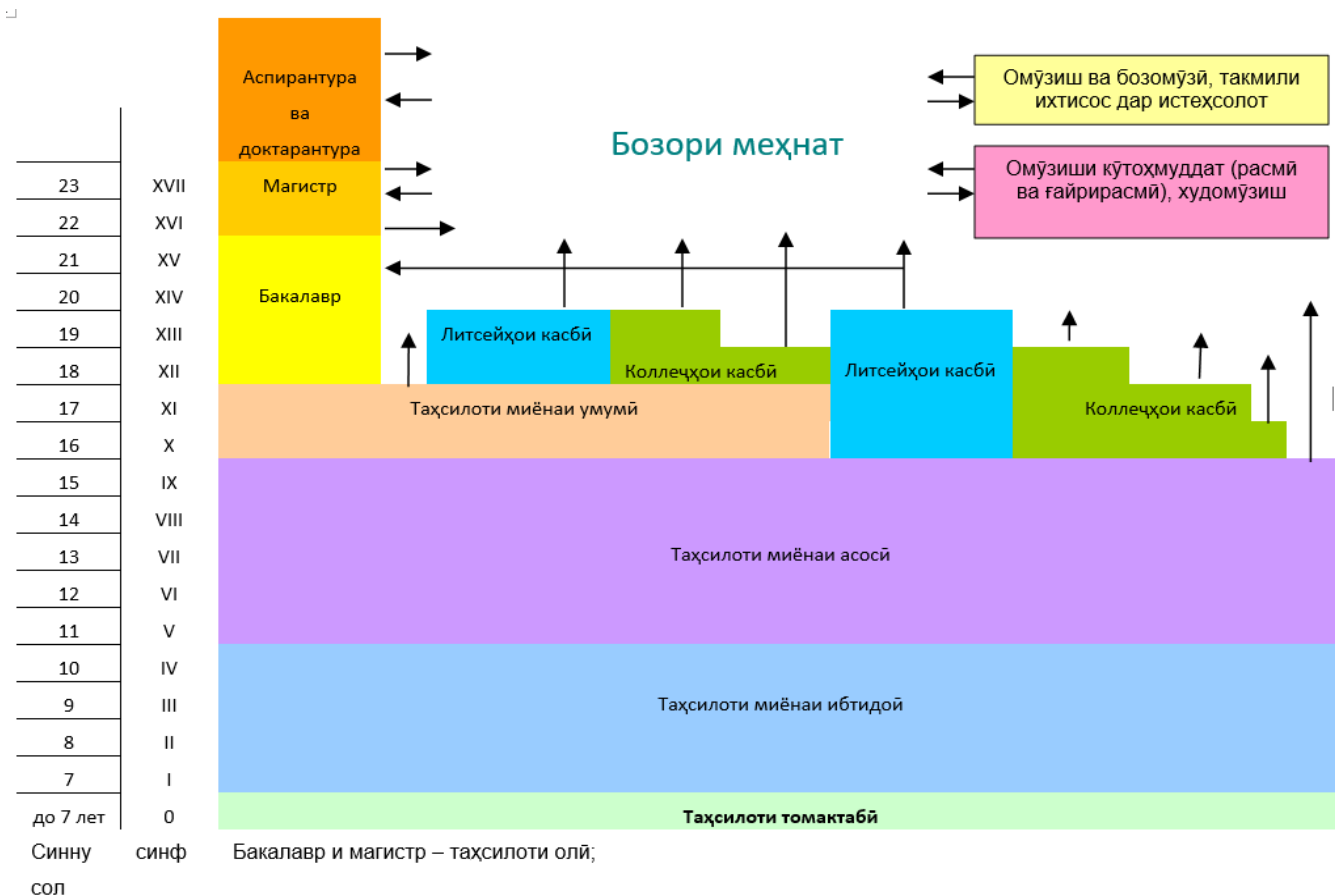 Аспирантура
ва
доктарантура
Омӯзиш ва бозомӯзӣ, такмили
ихтисос дар истеҳсолот
Бозори меҳнат
Омӯзиши кӯтоҳмуддат (расмӣ
ва ғайрирасмӣ), худомӯзиш
23 XVII Магистр
22 XVI
21 XV
20 XIV Бакалавр
19 XIII Литсейҳои касбӣ
18 XII Коллеҷҳои касбӣ Литсейҳои касбӣ
17 XI Таҳсилоти миёнаи умумӣ Коллеҷҳои касбӣ
16 X
15 IX
14 VIII
13 VII Таҳсилоти миёнаи асосӣ
12 VI
11 V
10 IV
9 III Таҳсилоти миёнаи ибтидоӣ
8 II
7 I
до 7 лет 0 Таҳсилоти томактабӣ
Синну синф Бакалавр и магистр – таҳсилоти олӣ;
сол